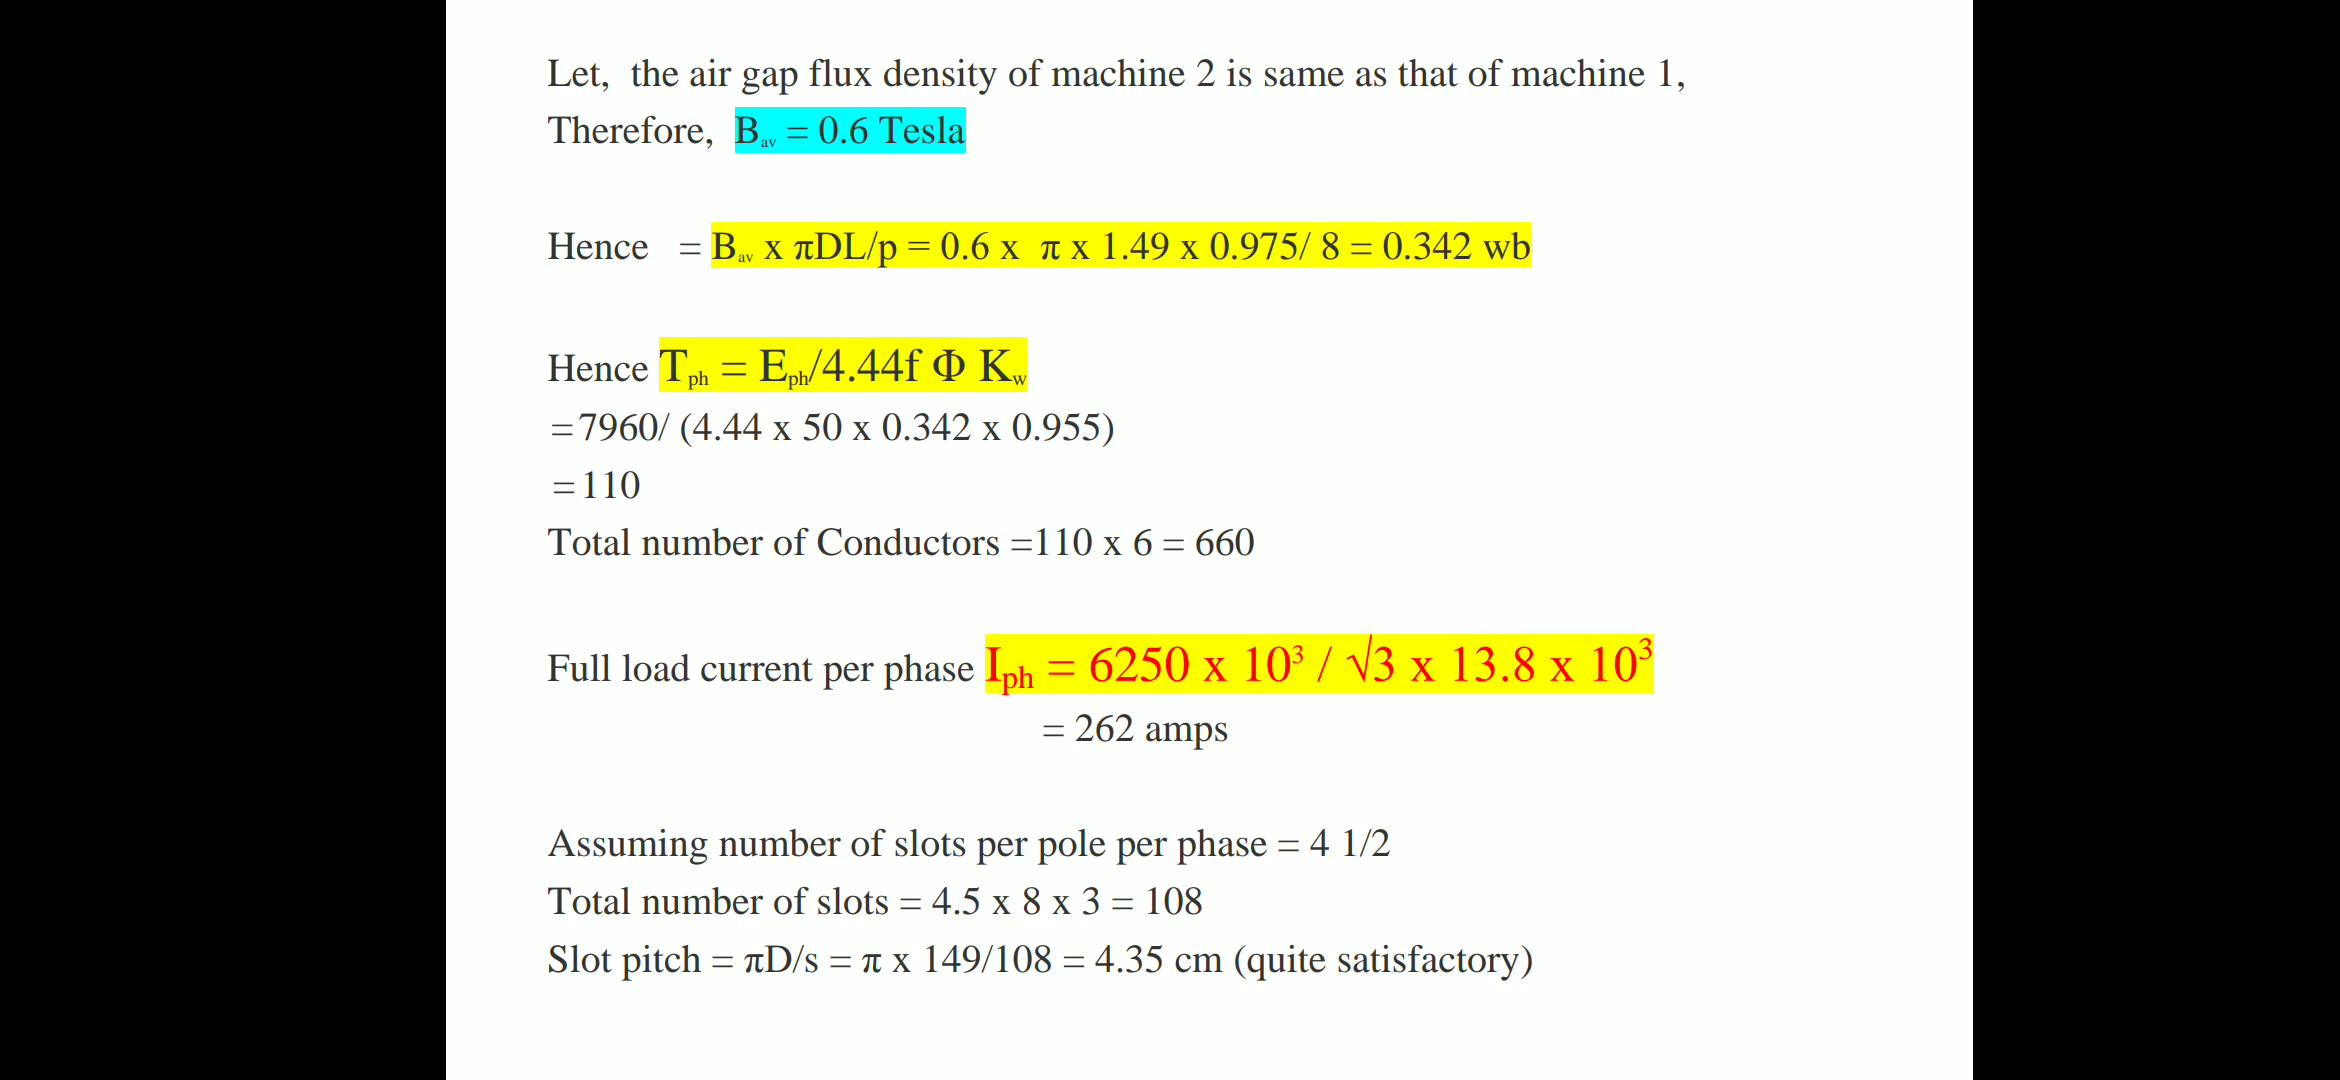 Let, the air gap flux density of machine 2 is same as that of machine 1,
Therefore, Bav = 0.6 Tesla
Hence = Bav x πDL/p = 0.6 x π x 1.49 x 0.975/ 8 = 0.342 wb
Hence Tph = Eph/4.44f Φ Kw
=7960/ (4.44 x 50 x 0.342 x 0.955)
=110
Total number of Conductors =110 x 6 = 660
Full load current per phase Iph = 6250 x 10³ / √3 x 13.8 x 10³
= 262 amps
Assuming number of slots per pole per phase = 4 1/2
Total number of slots = 4.5 x 8 x 3 = 108
Slot pitch = πD/s = π x 149/108 = 4.35 cm (quite satisfactory)